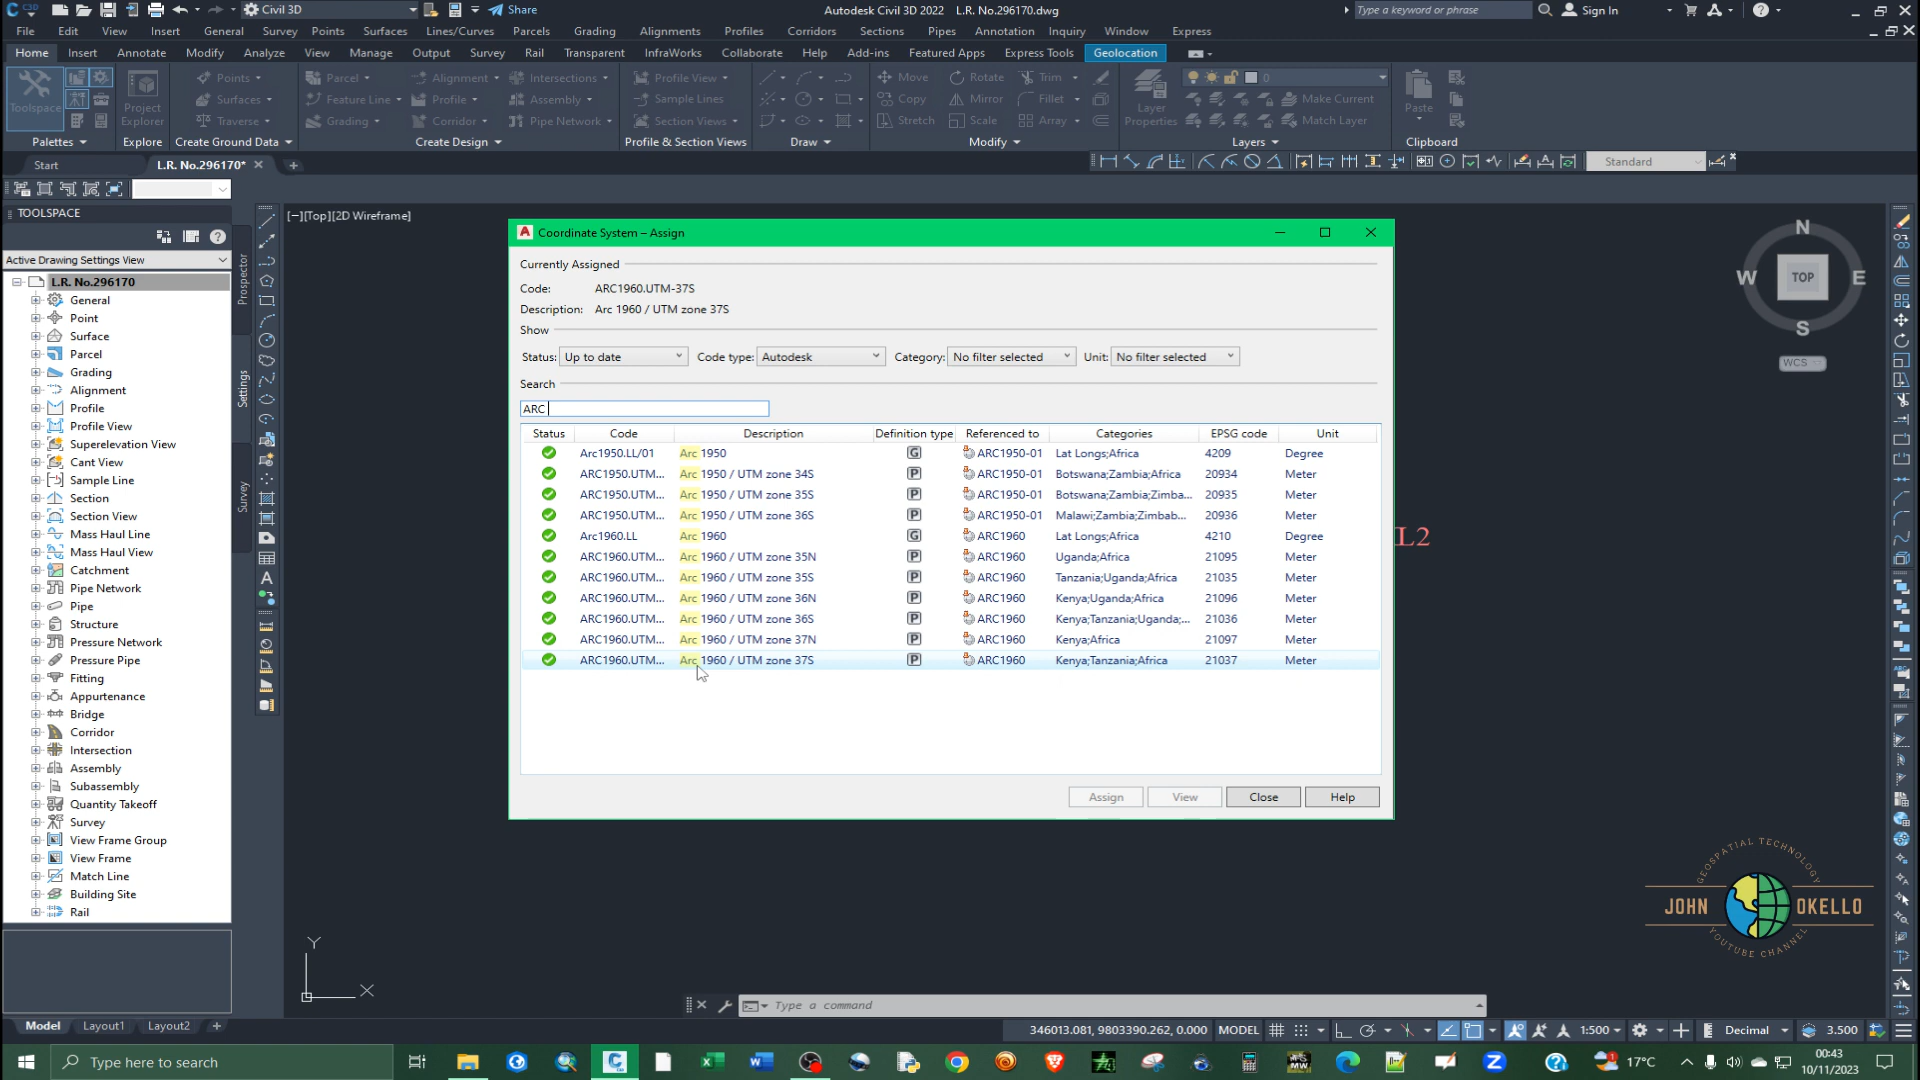 Civil 3D Share Autodesk Civil 3D 2022 L.R. No.296170.dwg Type a keyword or phrase Sign In
File Edit View Insert General Survey Points Surfaces Lines/Curves Parcels Grading Alignments Profiles Corridors Sections Pipes Annotation Inquiry Window Express
Home Insert Annotate Modify Analyze View Manage Output Survey Rail Transparent InfraWorks Collaborate Help Add-ins Featured Apps Express Tools Geolocation
Points Parcel Alignment Intersections Profile View Move Rotate Trim 0
Toolspace Project Explorer Surfaces Feature Line Profile Assembly Sample Lines Copy Mirror Fillet Layer Properties Make Current Paste
Traverse Grading Corridor Pipe Network Section Views Stretch Scale Array Match Layer
Palettes Explore Create Ground Data Create Design Profile & Section Views Draw Modify Layers Clipboard
Start L.R. No.296170* Standard
TOOLSPACE
[−][Top][2D Wireframe]
Active Drawing Settings View
L.R. No.296170
General
Point
Surface
Parcel
Grading
Alignment
Profile
Profile View
Superelevation View
Cant View
Sample Line
Section
Section View
Mass Haul Line
Mass Haul View
Catchment
Pipe Network
Pipe
Structure
Pressure Network
Pressure Pipe
Fitting
Appurtenance
Bridge
Corridor
Intersection
Assembly
Subassembly
Quantity Takeoff
Survey
View Frame Group
View Frame
Match Line
Building Site
Rail
Prospector
Settings
Survey
Coordinate System – Assign
Currently Assigned
Code: ARC1960.UTM-37S
Description: Arc 1960 / UTM zone 37S
Show
Status: Up to date Code type: Autodesk Category: No filter selected Unit: No filter selected
Search
ARC
Status Code Description Definition type Referenced to Categories EPSG code Unit
Arc1950.LL/01 Arc 1950 G ARC1950-01 Lat Longs;Africa 4209 Degree
ARC1950.UTM... Arc 1950 / UTM zone 34S P ARC1950-01 Botswana;Zambia;Africa 20934 Meter
ARC1950.UTM... Arc 1950 / UTM zone 35S P ARC1950-01 Botswana;Zambia;Zimba... 20935 Meter
ARC1950.UTM... Arc 1950 / UTM zone 36S P ARC1950-01 Malawi;Zambia;Zimbab... 20936 Meter
Arc1960.LL Arc 1960 G ARC1960 Lat Longs;Africa 4210 Degree
ARC1960.UTM... Arc 1960 / UTM zone 35N P ARC1960 Uganda;Africa 21095 Meter
ARC1960.UTM... Arc 1960 / UTM zone 35S P ARC1960 Tanzania;Uganda;Africa 21035 Meter
ARC1960.UTM... Arc 1960 / UTM zone 36N P ARC1960 Kenya;Uganda;Africa 21096 Meter
ARC1960.UTM... Arc 1960 / UTM zone 36S P ARC1960 Kenya;Tanzania;Uganda;... 21036 Meter
ARC1960.UTM... Arc 1960 / UTM zone 37N P ARC1960 Kenya;Africa 21097 Meter
ARC1960.UTM... Arc 1960 / UTM zone 37S P ARC1960 Kenya;Tanzania;Africa 21037 Meter
Assign View Close Help
L2
N
W TOP E
S
WCS
GEOSPATIAL TECHNOLOGY
JOHN OKELLO
YOUTUBE CHANNEL
Y
X
Type a command
Model Layout1 Layout2
346013.081, 9803390.262, 0.000 MODEL 1:500 Decimal 3.500
Type here to search
17°C
00:43
10/11/2023